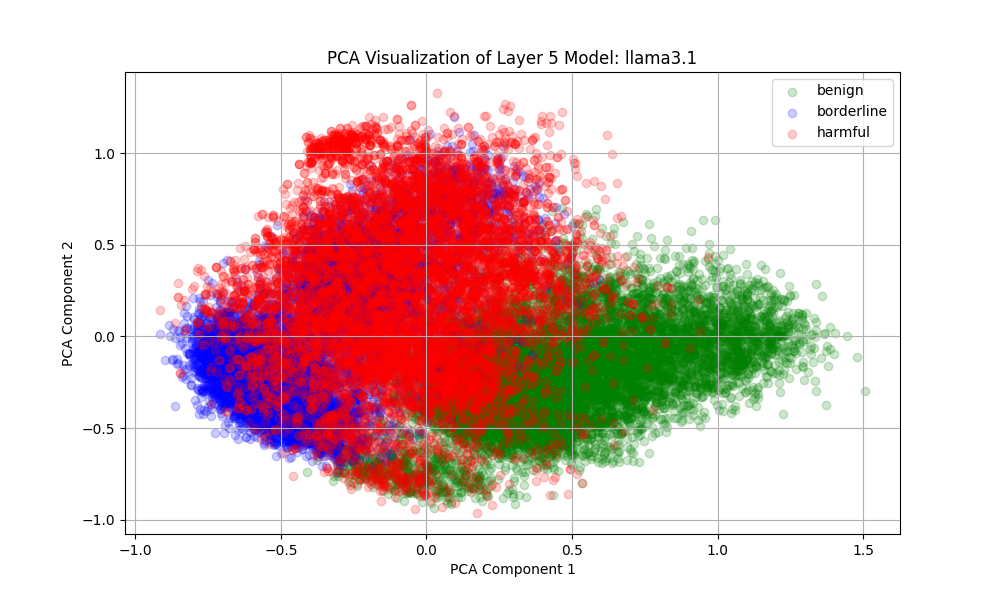 PCA Visualization of Layer 5 Model: llama3.1
benign
borderline
harmful
PCA Component 2
1.0
0.5
0.0
−0.5
−1.0
−1.0 −0.5 0.0 0.5 1.0 1.5
PCA Component 1